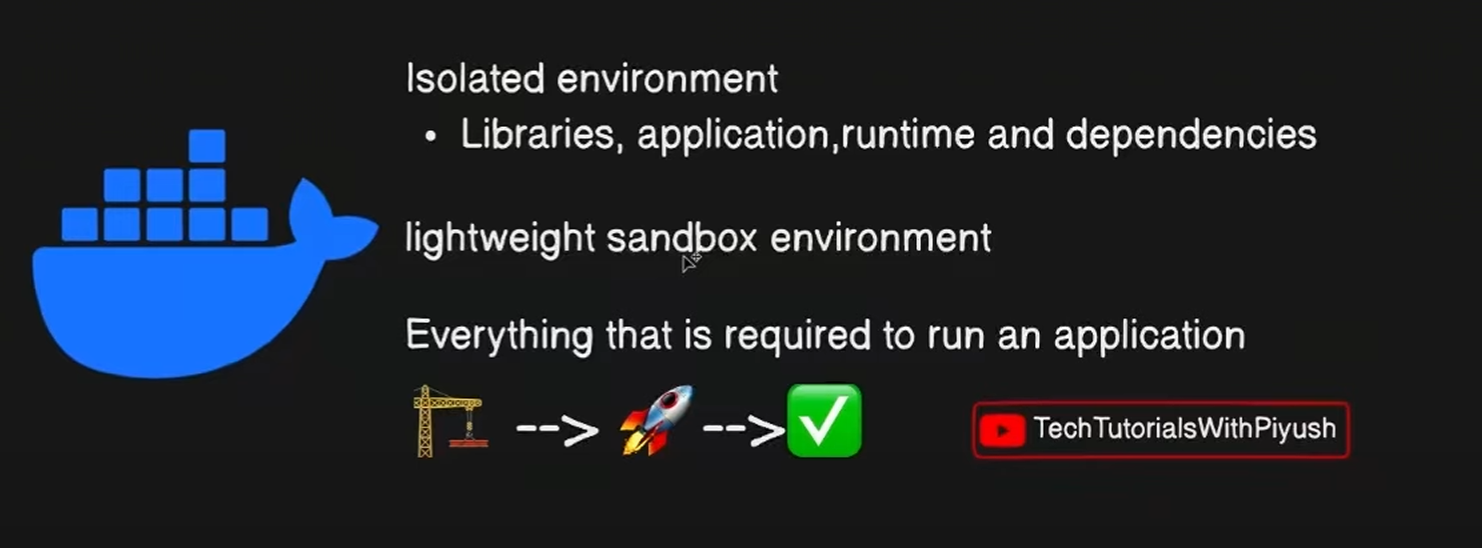 Isolated environment
• Libraries, application,runtime and dependencies
lightweight sandbox environment
Everything that is required to run an application
--> -->
TechTutorialsWithPiyush